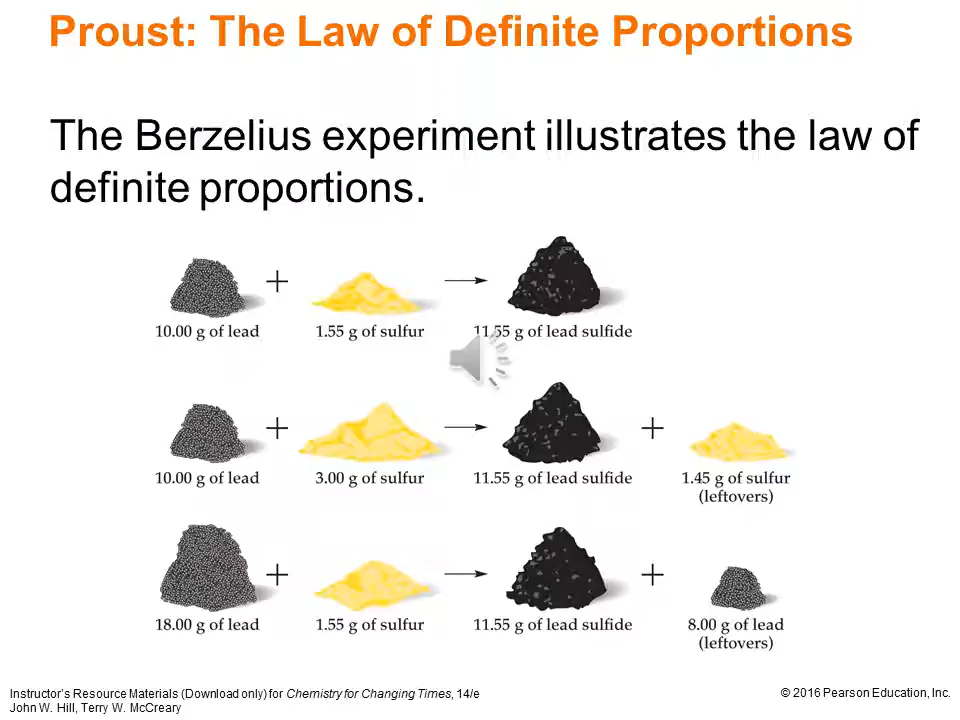 Proust: The Law of Definite Proportions
The Berzelius experiment illustrates the law of
definite proportions.
+
10.00 g of lead 1.55 g of sulfur 11.55 g of lead sulfide
+ +
10.00 g of lead 3.00 g of sulfur 11.55 g of lead sulfide 1.45 g of sulfur
(leftovers)
+ +
18.00 g of lead 1.55 g of sulfur 11.55 g of lead sulfide 8.00 g of lead
(leftovers)
Instructor's Resource Materials (Download only) for Chemistry for Changing Times, 14/e
John W. Hill, Terry W. McCreary
© 2016 Pearson Education, Inc.